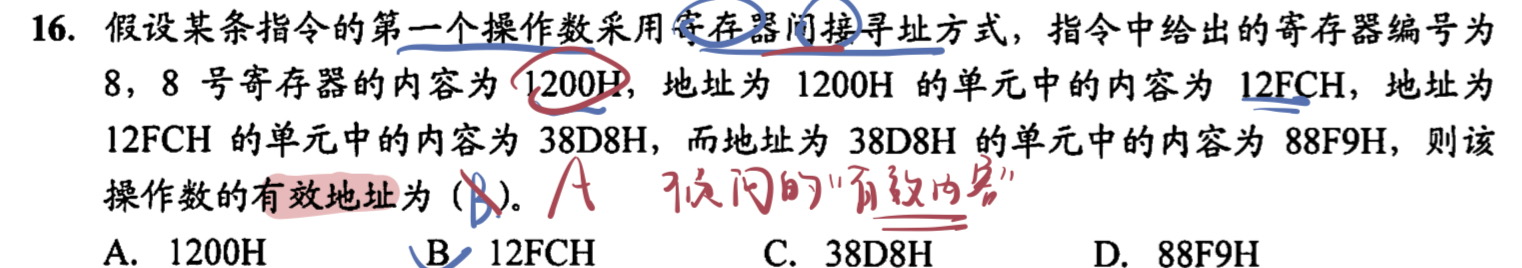 16. 假设某条指令的第一个操作数采用寄存器间接寻址方式，指令中给出的寄存器编号为
8，8 号寄存器的内容为 1200H，地址为 1200H 的单元中的内容为 12FCH，地址为
12FCH 的单元中的内容为 38D8H，而地址为 38D8H 的单元中的内容为 88F9H，则该
操作数的有效地址为（B）。 A 问的“有效内容”
A. 1200H B. 12FCH C. 38D8H D. 88F9H